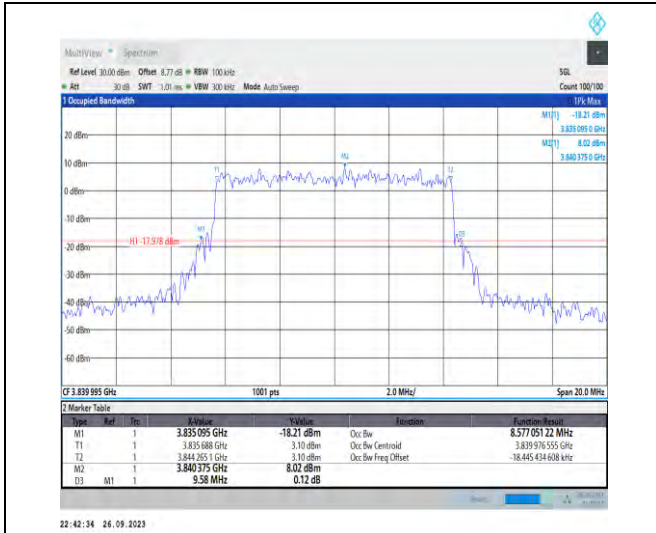 MultiView Spectrum
Ref Level 30.00 dBm Offset 8.77 dB RBW 100 kHz SGL
Att 30 dB SWT 1.01 ms VBW 300 kHz Mode Auto Sweep Count 100/100
1 Occupied Bandwidth 1Pk Max
M1[1] -18.21 dBm
3.835 095 0 GHz
M2[1] 8.02 dBm
3.840 375 0 GHz
20 dBm
10 dBm
M2
T1 T2
0 dBm
-10 dBm
M1 D3
H1 -17.978 dBm
-20 dBm
-30 dBm
-40 dBm
-50 dBm
-60 dBm
CF 3.839 995 GHz 1001 pts 2.0 MHz/ Span 20.0 MHz
2 Marker Table
Type Ref Trc X-Value Y-Value Function Function Result
M1 1 3.835 095 GHz -18.21 dBm Occ Bw 8.577 051 22 MHz
T1 1 3.835 688 GHz 3.10 dBm Occ Bw Centroid 3.839 976 555 GHz
T2 1 3.844 265 1 GHz 3.10 dBm Occ Bw Freq Offset -18.445 434 608 kHz
M2 1 3.840 375 GHz 8.02 dBm
D3 M1 1 9.58 MHz 0.12 dB
22:42:34 26.09.2023